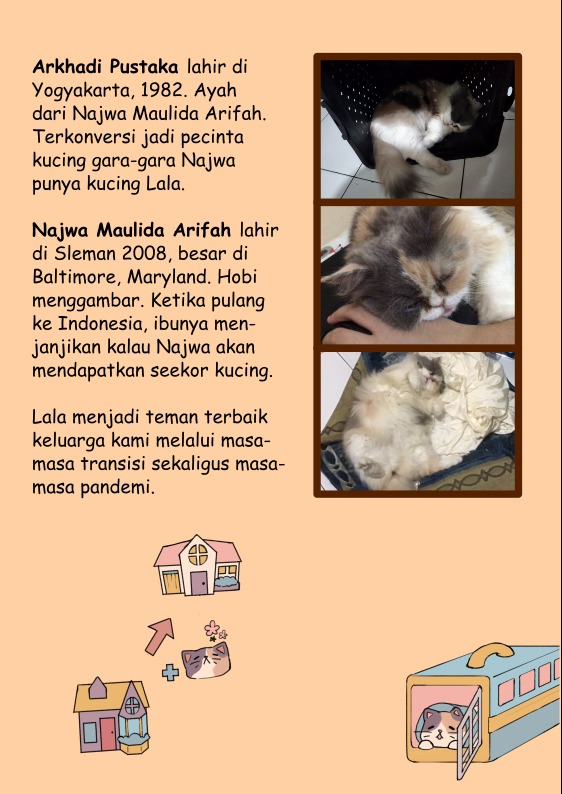 Arkhadi Pustaka lahir di
Yogyakarta, 1982. Ayah
dari Najwa Maulida Arifah.
Terkonversi jadi pecinta
kucing gara-gara Najwa
punya kucing Lala.
Najwa Maulida Arifah lahir
di Sleman 2008, besar di
Baltimore, Maryland. Hobi
menggambar. Ketika pulang
ke Indonesia, ibunya men-
janjikan kalau Najwa akan
mendapatkan seekor kucing.
Lala menjadi teman terbaik
keluarga kami melalui masa-
masa transisi sekaligus masa-
masa pandemi.